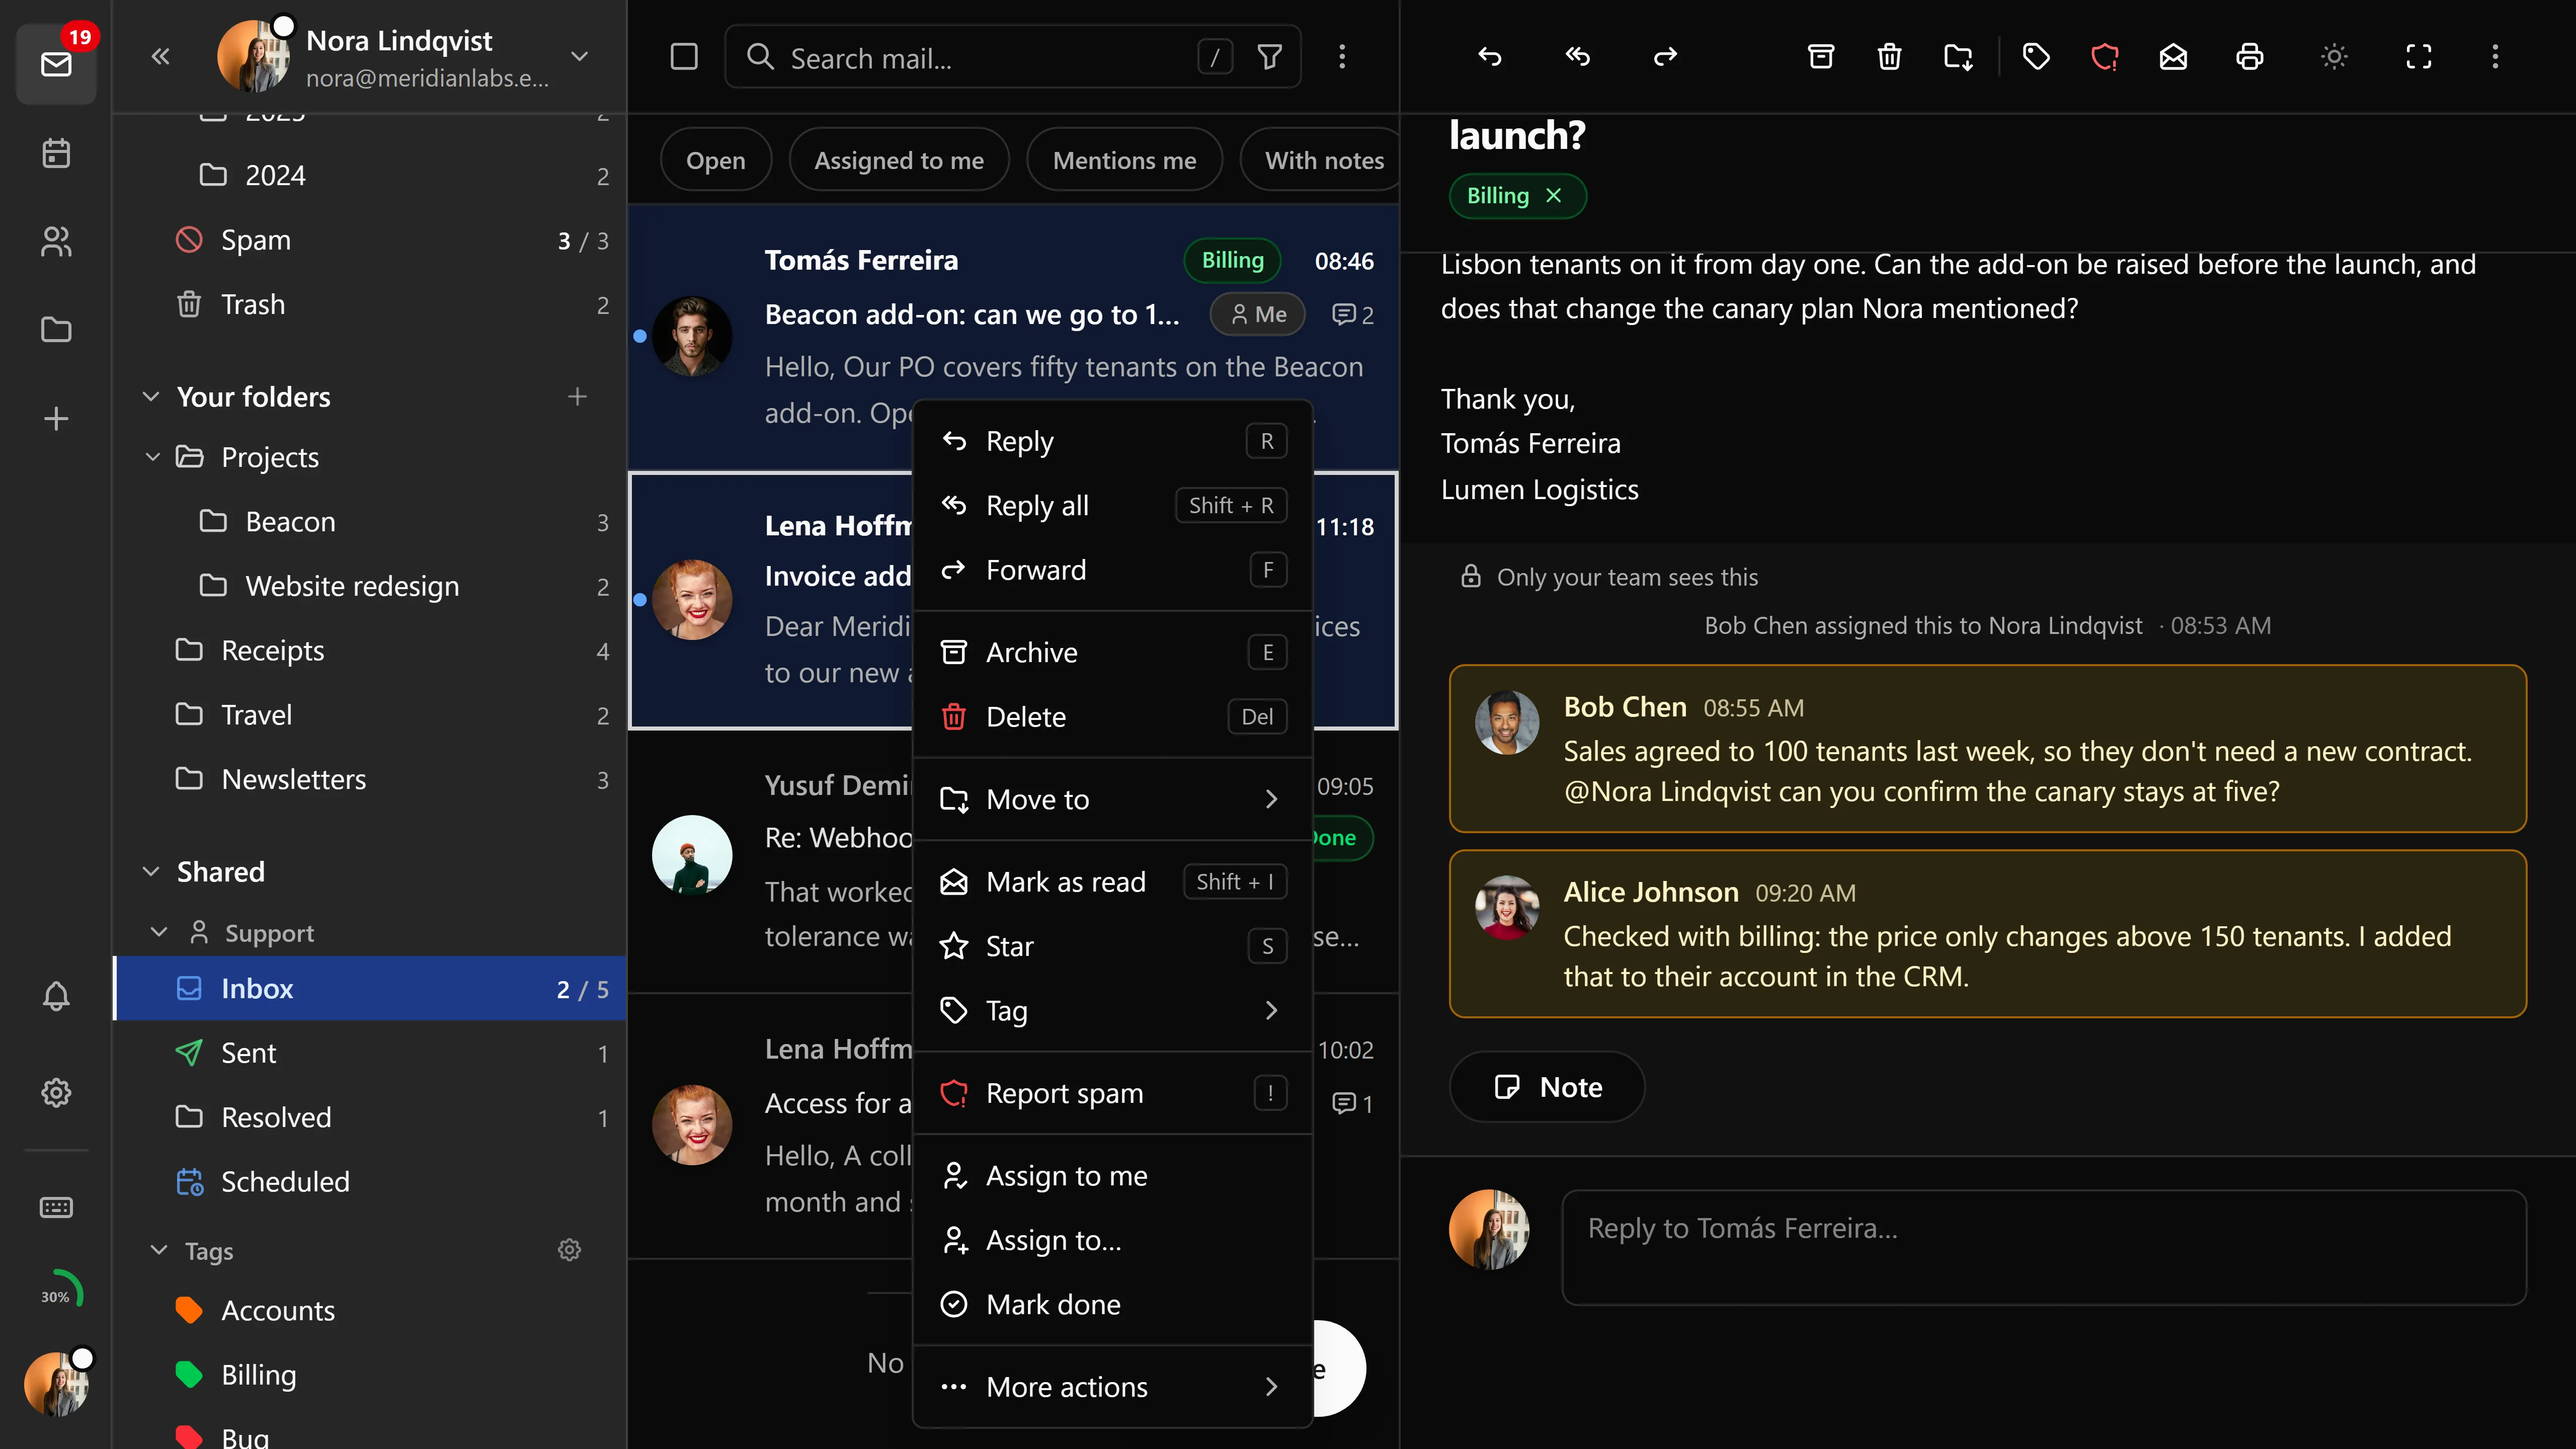 19
Nora Lindqvist
nora@meridianlabs.e...
2024 2
Spam 3 / 3
Trash 2
Your folders
Projects
Beacon 3
Website redesign 2
Receipts 4
Travel 2
Newsletters 3
Shared
Support
Inbox 2 / 5
Sent 1
Resolved 1
Scheduled
Tags
Accounts
Billing
Bug
30%
Search mail... /
Open
Assigned to me
Mentions me
With notes
Tomás Ferreira Billing 08:46
Beacon add-on: can we go to 1... Me 2
Hello, Our PO covers fifty tenants on the Beacon
add-on.
Lena 11:18
Invoice
Dear
to our new
Yusuf 09:05
Re:
That
tolerance
Lena 10:02
Access for 1
Hello, A
month and
No
Reply R
Reply all Shift + R
Forward F
Archive E
Delete Del
Move to
Mark as read Shift + I
Star S
Tag
Report spam !
Assign to me
Assign to...
Mark done
More actions
launch?
Billing
Lisbon tenants on it from day one. Can the add-on be raised before the launch, and
does that change the canary plan Nora mentioned?
Thank you,
Tomás Ferreira
Lumen Logistics
Only your team sees this
Bob Chen assigned this to Nora Lindqvist · 08:53 AM
Bob Chen 08:55 AM
Sales agreed to 100 tenants last week, so they don't need a new contract.
@Nora Lindqvist can you confirm the canary stays at five?
Alice Johnson 09:20 AM
Checked with billing: the price only changes above 150 tenants. I added
that to their account in the CRM.
Note
Reply to Tomás Ferreira...